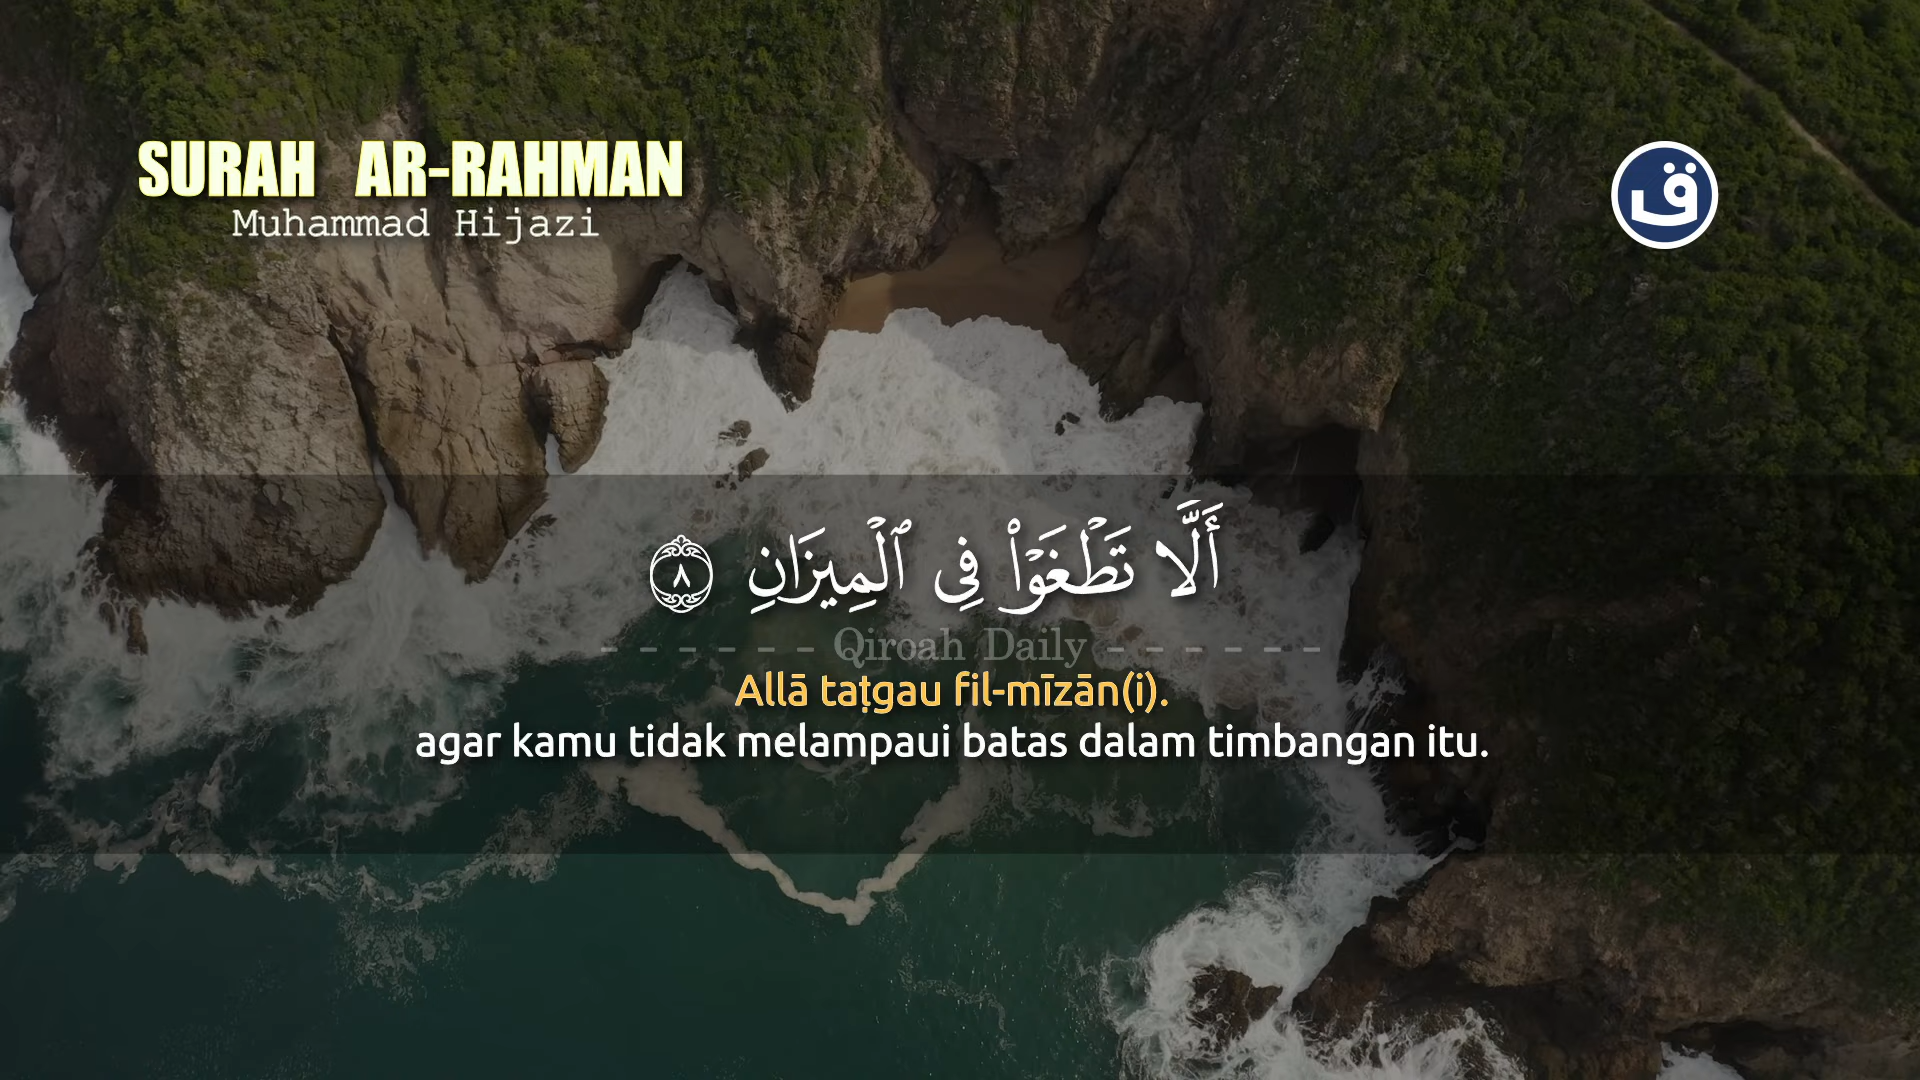 SURAH AR-RAHMAN
Muhammad Hijazi
ق
أَلَّا تَطْغَوْا۟ فِى ٱلْمِيزَانِ ٨
Qiroah Daily
Allā taṭgau fil-mīzān(i).
agar kamu tidak melampaui batas dalam timbangan itu.